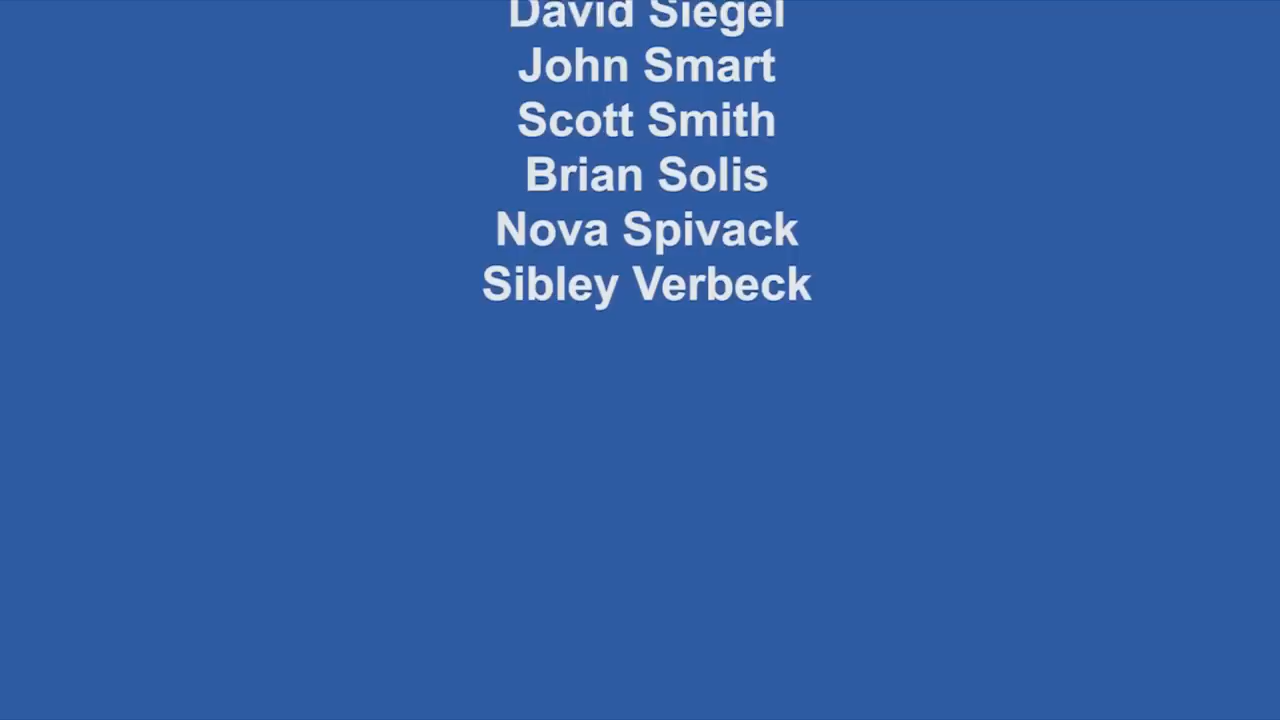 David Siegel
John Smart
Scott Smith
Brian Solis
Nova Spivack
Sibley Verbeck